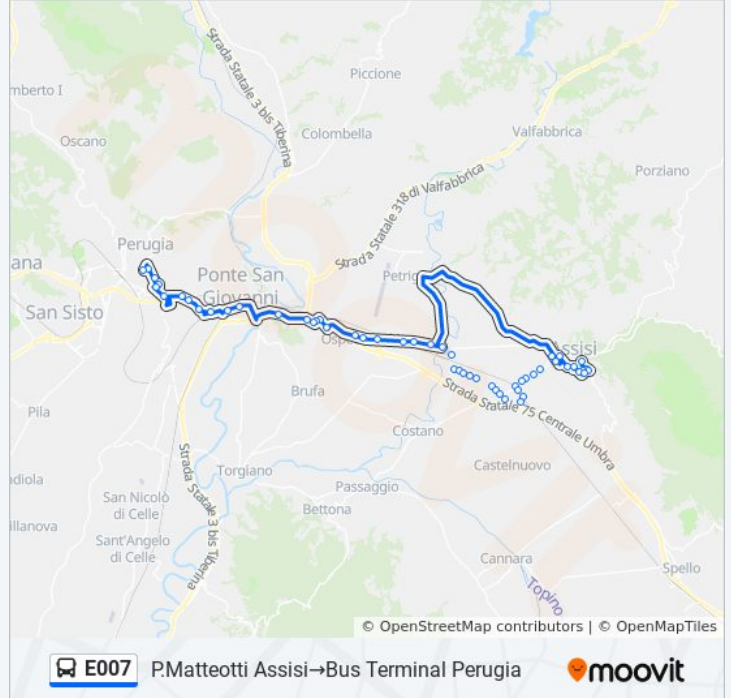 Strada Statale 3 bis Tiberina
Piccione
mberto I
Colombella
Valfabbrica
Oscano
Porziano
Strada Statale 318 di Valfabbrica
Perugia
ana
Ponte San
Giovanni
Petrig
San Sisto
Assisi
Osp
Brufa
Strada Statale 75 Centrale Umbra
Pila
Costano
Castelnuovo
Torgiano
Strada Statale 3 bis Tiberina
ndiola
Passaggio
San Nicolò
di Celle
Bettona
illanova
Sant'Angelo
di Celle
Cannara
Spello
Topino
© OpenStreetMap contributors | © OpenMapTiles
E007 P.Matteotti Assisi→Bus Terminal Perugia
moovit